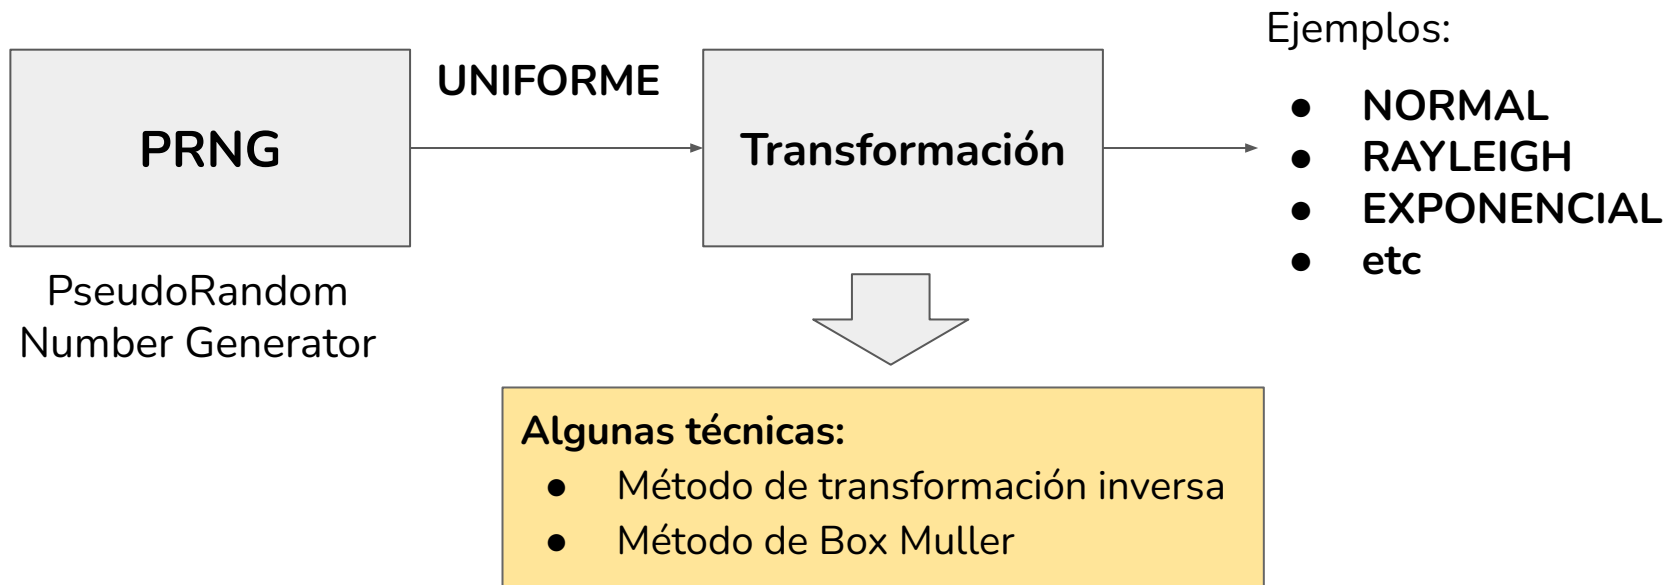 PRNG
PseudoRandom
Number Generator
UNIFORME
Transformación
Ejemplos:
● NORMAL
● RAYLEIGH
● EXPONENCIAL
● etc
Algunas técnicas:
● Método de transformación inversa
● Método de Box Muller